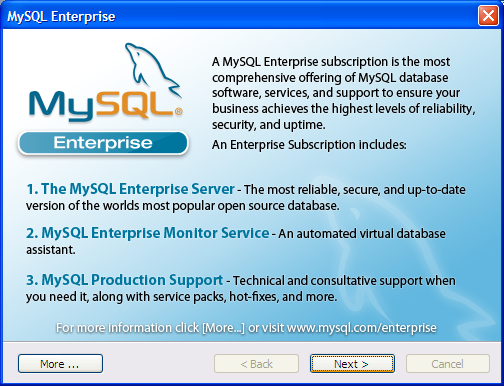 MySQL Enterprise
MySQL®
Enterprise
A MySQL Enterprise subscription is the most
comprehensive offering of MySQL database
software, services, and support to ensure your
business achieves the highest levels of reliability,
security, and uptime.
An Enterprise Subscription includes:
1. The MySQL Enterprise Server - The most reliable, secure, and up-to-date
version of the worlds most popular open source database.
2. MySQL Enterprise Monitor Service - An automated virtual database
assistant.
3. MySQL Production Support - Technical and consultative support when
you need it, along with service packs, hot-fixes, and more.
For more information click [More...] or visit www.mysql.com/enterprise
More ...
< Back
Next >
Cancel